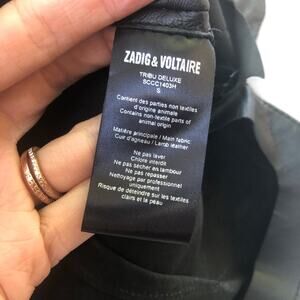 ZADIG & VOLTAIRE
TRIBU DELUXE
SCCC1403H
S
Contient des parties non textiles
d'origine animale
Contains non-textile parts of
animal origin
Matière principale / Main fabric:
Cuir d'agneau / Lamb leather
Ne pas laver
Chlore interdit
Ne pas sécher en tambour
Ne pas repasser
Nettoyage par professionnel
uniquement
Risque de déteindre sur les textiles
clairs et la peau